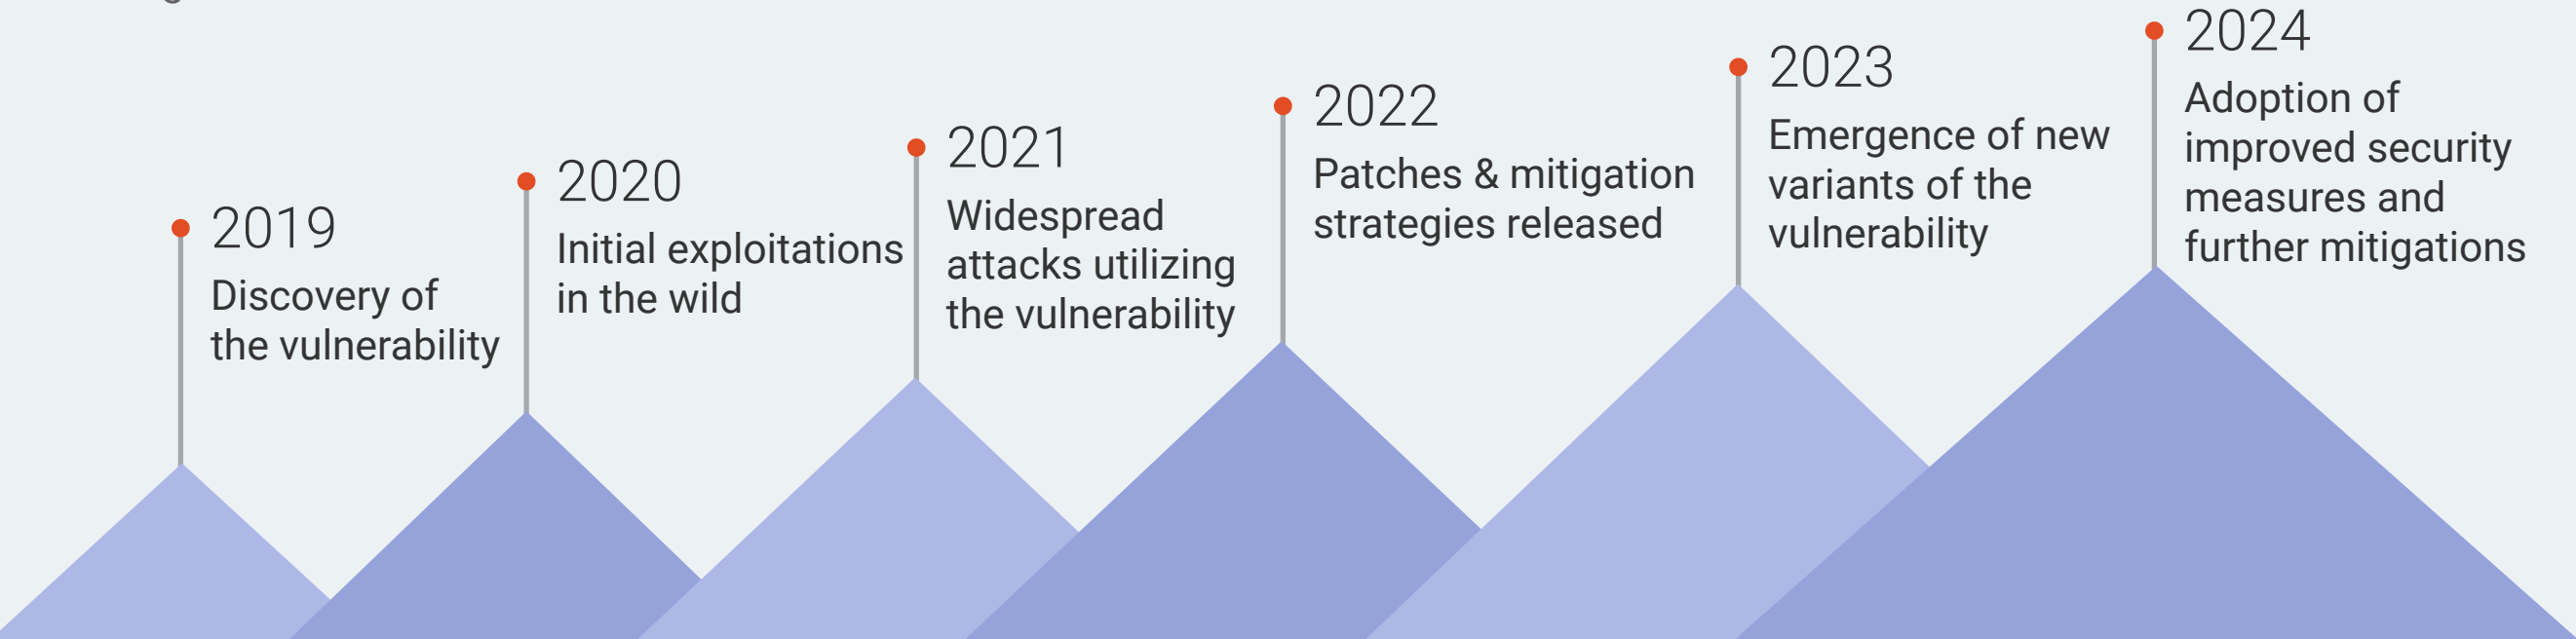 2019
Discovery of
the vulnerability
2020
Initial exploitations
in the wild
2021
Widespread
attacks utilizing
the vulnerability
2022
Patches & mitigation
strategies released
2023
Emergence of new
variants of the
vulnerability
2024
Adoption of
improved security
measures and
further mitigations